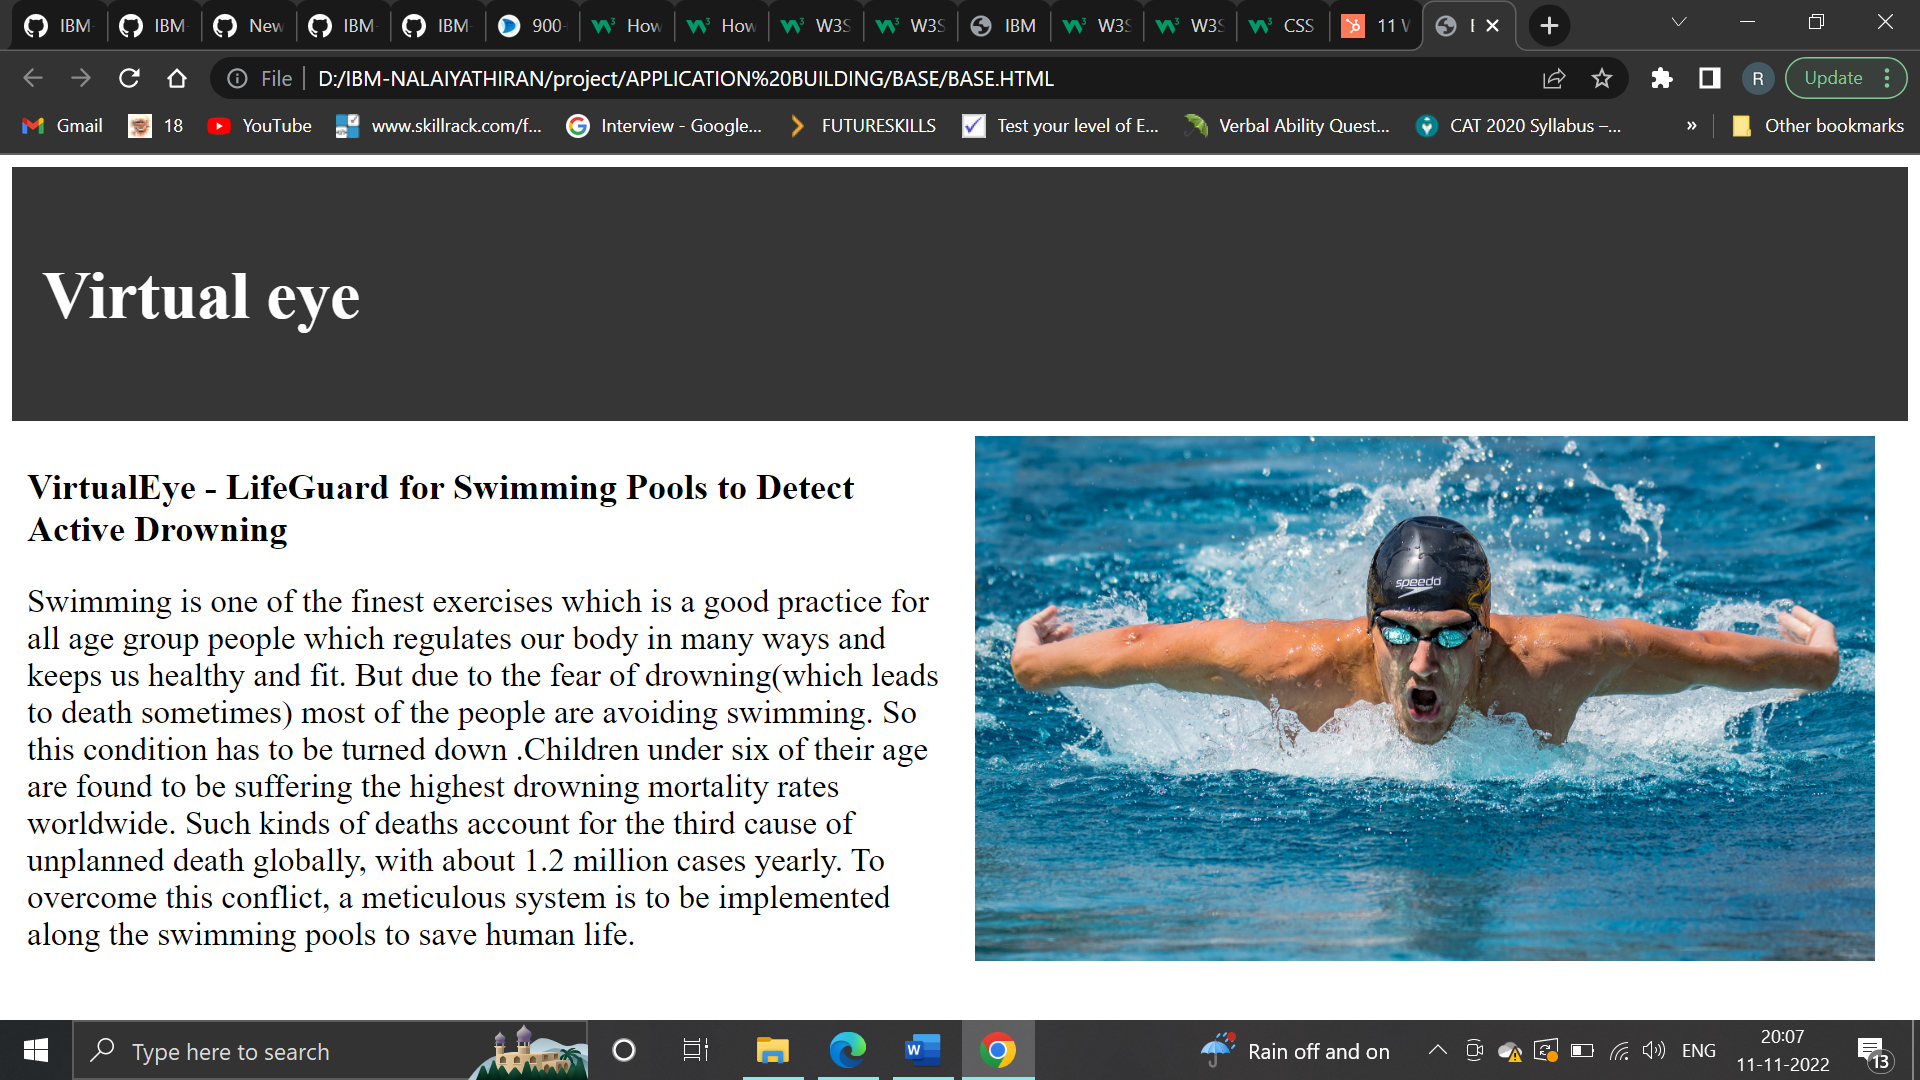 IBM-
IBM-
New
IBM
IBM
900
How
How
W3S
W3S
IBM
W3S
W3S
CSS
11
File
D:/IBM-NALAIYATHIRAN/project/APPLICATION%20BUILDING/BASE/BASE.HTML
R
Update
Gmail
18
YouTube
www.skillrack.com/f...
Interview - Google...
FUTURESKILLS
Test your level of E...
Verbal Ability Quest...
CAT 2020 Syllabus –...
»
Other bookmarks
Virtual eye
VirtualEye - LifeGuard for Swimming Pools to Detect
Active Drowning
Swimming is one of the finest exercises which is a good practice for
all age group people which regulates our body in many ways and
keeps us healthy and fit. But due to the fear of drowning(which leads
to death sometimes) most of the people are avoiding swimming. So
this condition has to be turned down .Children under six of their age
are found to be suffering the highest drowning mortality rates
worldwide. Such kinds of deaths account for the third cause of
unplanned death globally, with about 1.2 million cases yearly. To
overcome this conflict, a meticulous system is to be implemented
along the swimming pools to save human life.
speedo
Type here to search
Rain off and on
ENG
20:07
11-11-2022
13